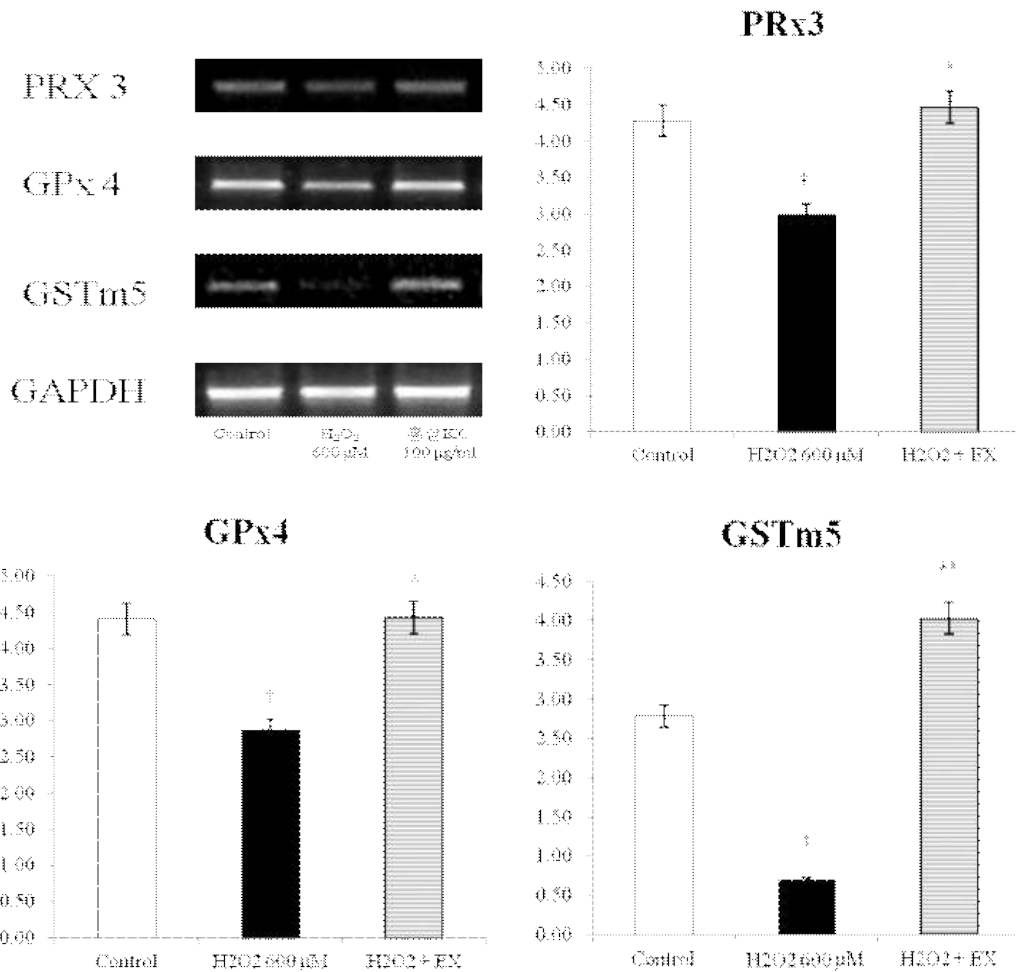 PRX 3
GPx 4
GSTm5
GAPDH
Control
H₂O₂
600 μM
100 μg/ml
PRx3
5.00
4.50
4.00
3.50
3.00
2.50
2.00
1.50
1.00
0.50
0.00
*
‡
Control
H2O2 600 μM
H2O2 + EX
GPx4
5.00
4.50
4.00
3.50
3.00
2.50
2.00
1.50
1.00
0.50
0.00
†
Control
H2O2 600 μM
H2O2 + EX
GSTm5
4.50
4.00
3.50
3.00
2.50
2.00
1.50
1.00
0.50
0.00
**
Control
H2O2 600 μM
H2O2 + EX